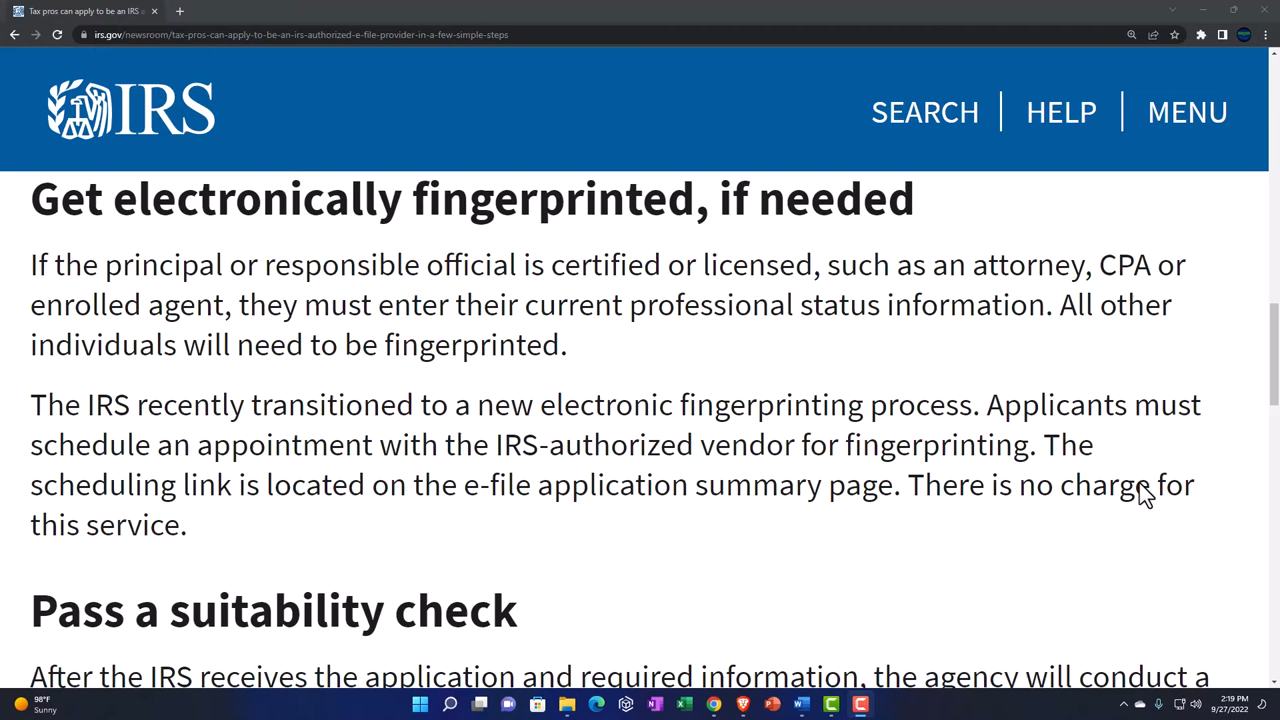 Tax pros can apply to be an IRS
irs.gov/newsroom/tax-pros-can-apply-to-be-an-irs-authorized-e-file-provider-in-a-few-simple-steps
IRS
SEARCH
HELP
MENU
Get electronically fingerprinted, if needed
If the principal or responsible official is certified or licensed, such as an attorney, CPA or
enrolled agent, they must enter their current professional status information. All other
individuals will need to be fingerprinted.
The IRS recently transitioned to a new electronic fingerprinting process. Applicants must
schedule an appointment with the IRS-authorized vendor for fingerprinting. The
scheduling link is located on the e-file application summary page. There is no charge for
this service.
Pass a suitability check
After the IRS receives the application and required information, the agency will conduct a
98°F
Sunny
2:19 PM
9/27/2022